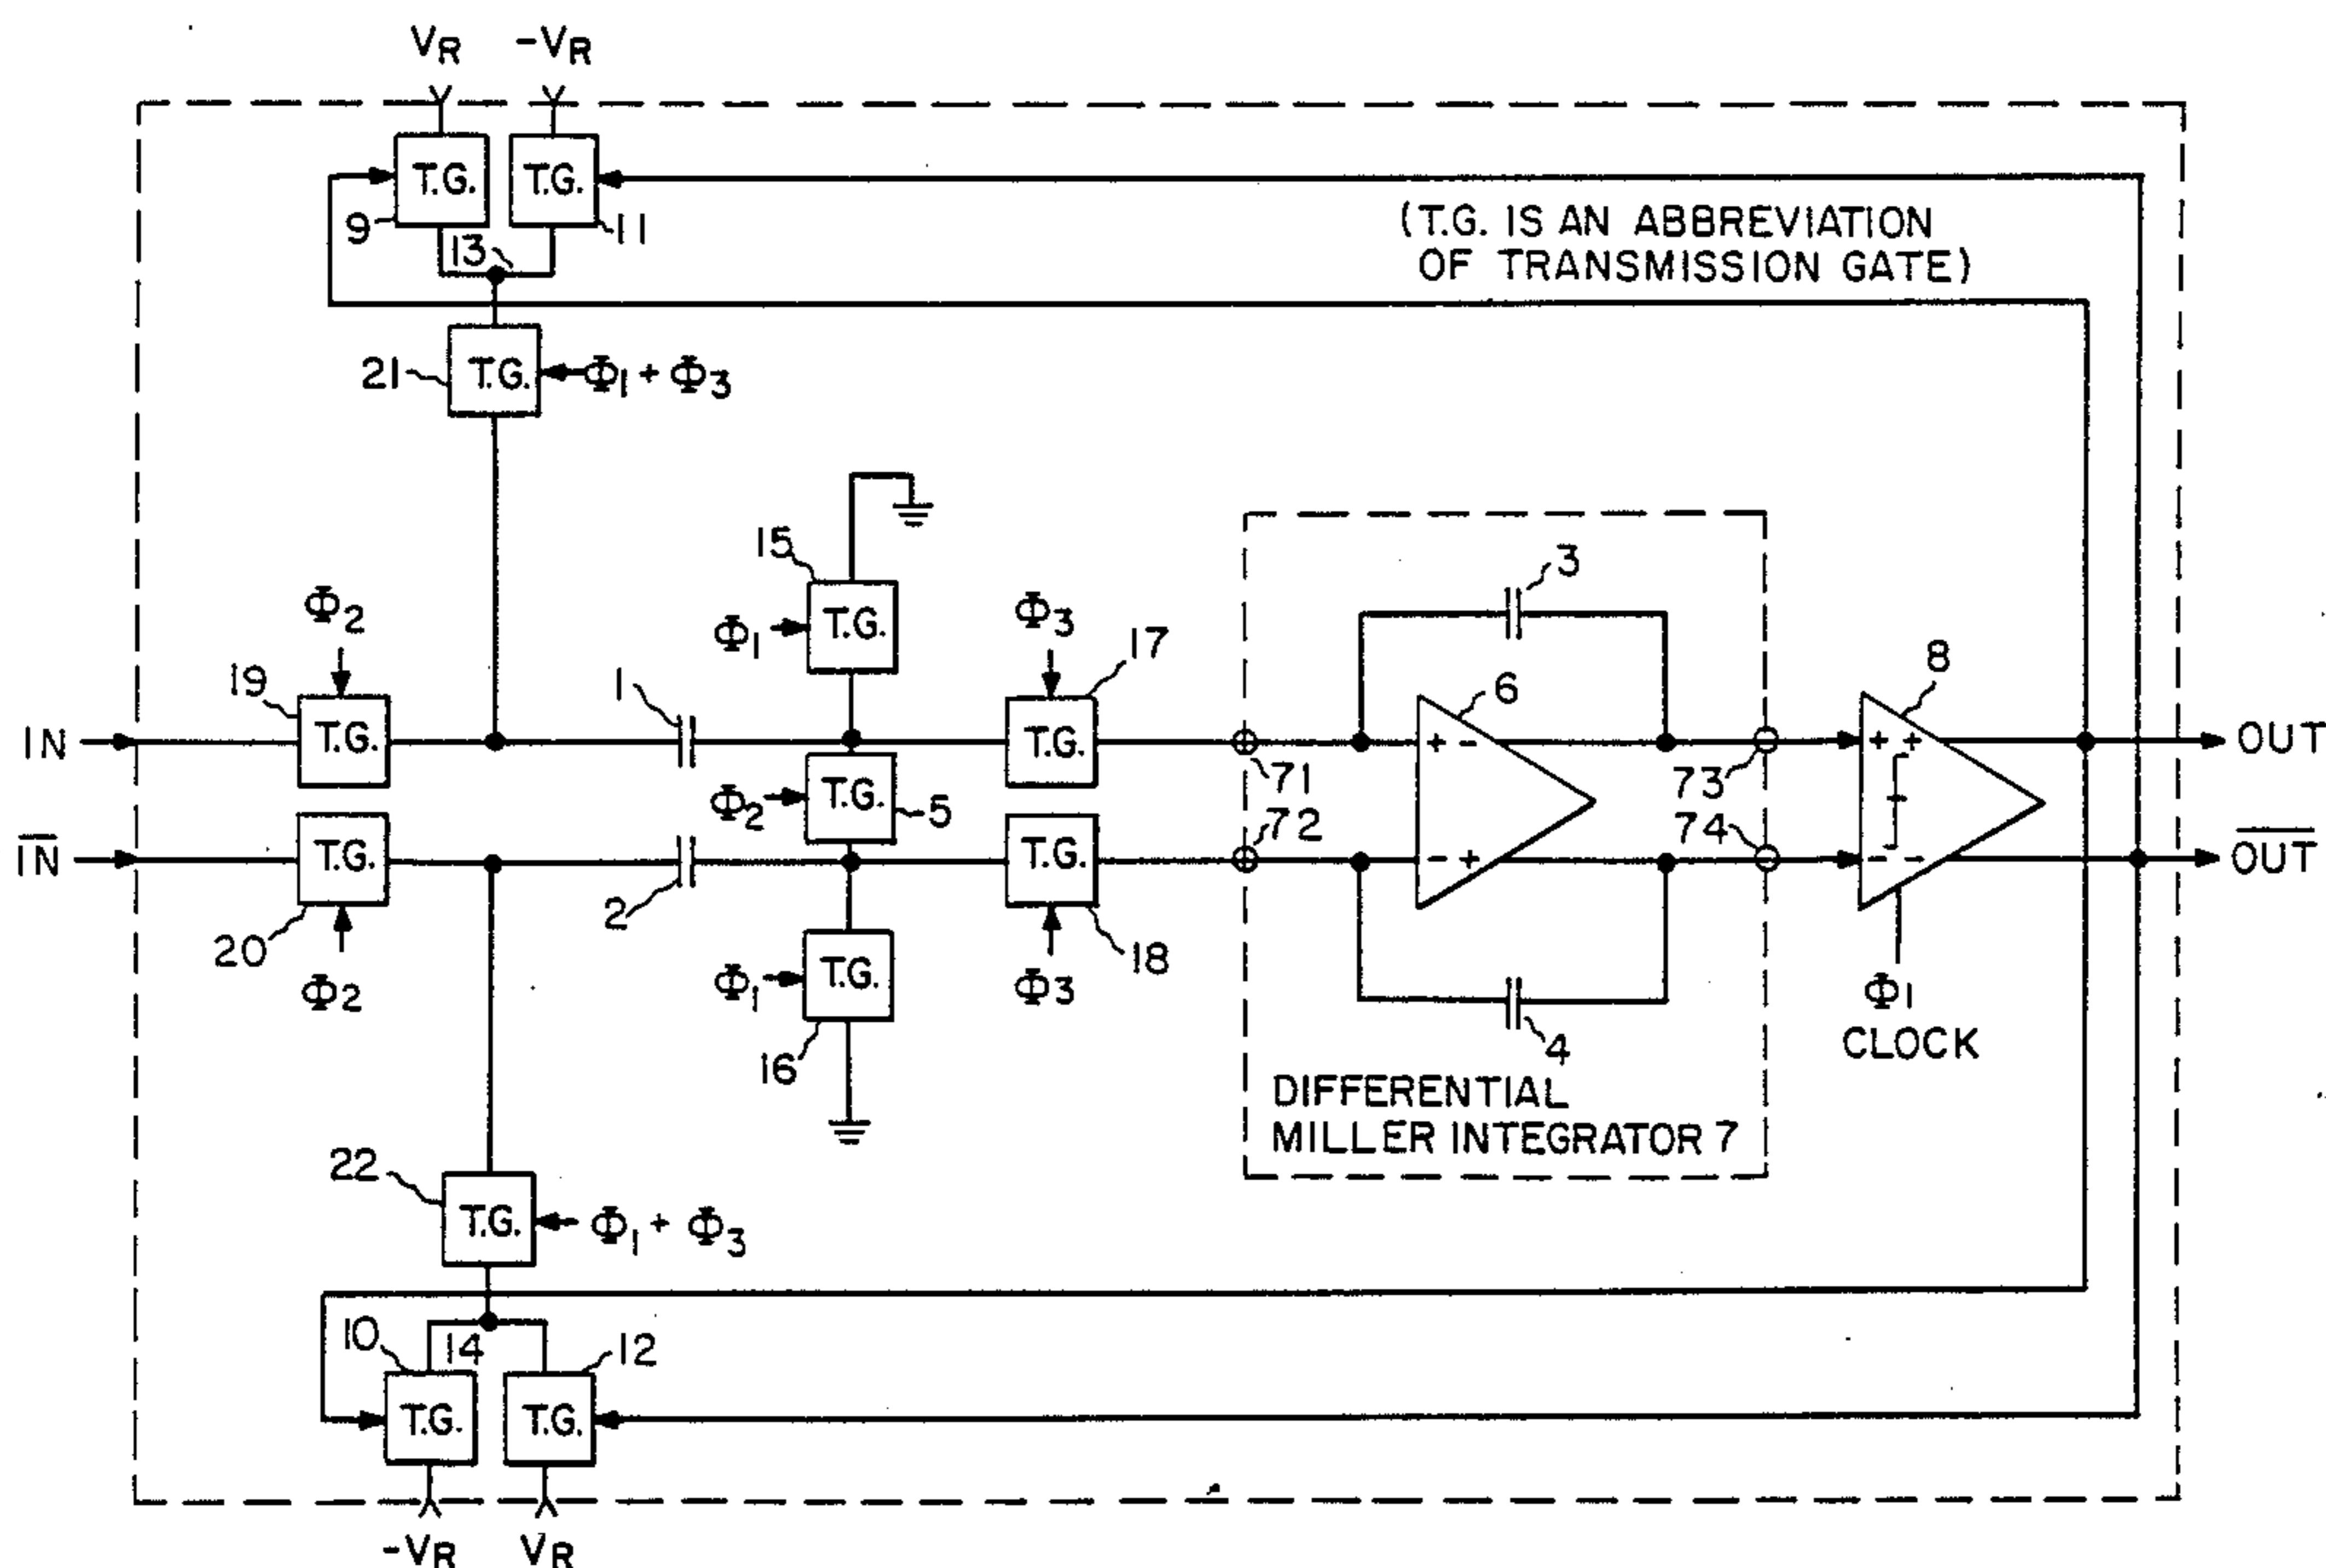 VR -VR
T.G. T.G.
9 13 11
(T.G. IS AN ABBREVIATION
OF TRANSMISSION GATE)
21 T.G. Φ1 + Φ3
15 3
Φ2 Φ1 T.G. Φ3 17 8
19 1 6
IN T.G. T.G. + - + + OUT
71 73
Φ2 T.G. 5 72 74
IN T.G. T.G. - + - - OUT
20 2 18
Φ2 Φ1 T.G. Φ3 Φ1
16 4 CLOCK
DIFFERENTIAL
MILLER INTEGRATOR 7
22
T.G. Φ1 + Φ3
10 14 12
T.G. T.G.
-VR VR